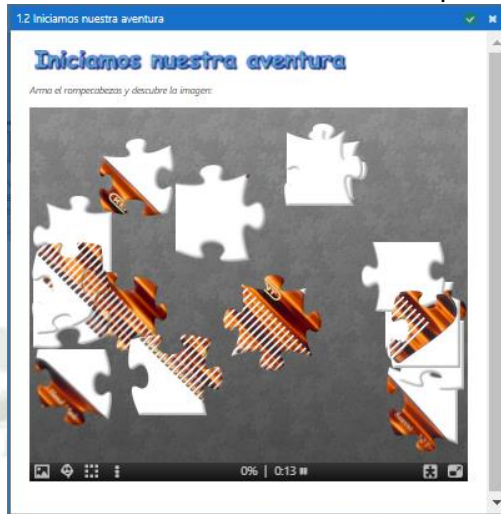 1.2 Iniciamos nuestra aventura
Iniciamos nuestra aventura
Arma el rompecabezas y descubre la imagen:
0% | 0:13